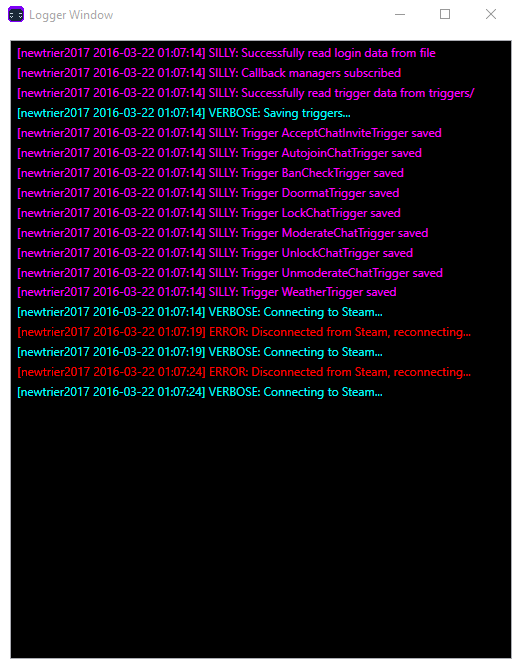 Logger Window
[newtrier2017 2016-03-22 01:07:14] SILLY: Successfully read login data from file
[newtrier2017 2016-03-22 01:07:14] SILLY: Callback managers subscribed
[newtrier2017 2016-03-22 01:07:14] SILLY: Successfully read trigger data from triggers/
[newtrier2017 2016-03-22 01:07:14] VERBOSE: Saving triggers...
[newtrier2017 2016-03-22 01:07:14] SILLY: Trigger AcceptChatInviteTrigger saved
[newtrier2017 2016-03-22 01:07:14] SILLY: Trigger AutojoinChatTrigger saved
[newtrier2017 2016-03-22 01:07:14] SILLY: Trigger BanCheckTrigger saved
[newtrier2017 2016-03-22 01:07:14] SILLY: Trigger DoormatTrigger saved
[newtrier2017 2016-03-22 01:07:14] SILLY: Trigger LockChatTrigger saved
[newtrier2017 2016-03-22 01:07:14] SILLY: Trigger ModerateChatTrigger saved
[newtrier2017 2016-03-22 01:07:14] SILLY: Trigger UnlockChatTrigger saved
[newtrier2017 2016-03-22 01:07:14] SILLY: Trigger UnmoderateChatTrigger saved
[newtrier2017 2016-03-22 01:07:14] SILLY: Trigger WeatherTrigger saved
[newtrier2017 2016-03-22 01:07:14] VERBOSE: Connecting to Steam...
[newtrier2017 2016-03-22 01:07:19] ERROR: Disconnected from Steam, reconnecting...
[newtrier2017 2016-03-22 01:07:19] VERBOSE: Connecting to Steam...
[newtrier2017 2016-03-22 01:07:24] ERROR: Disconnected from Steam, reconnecting...
[newtrier2017 2016-03-22 01:07:24] VERBOSE: Connecting to Steam...